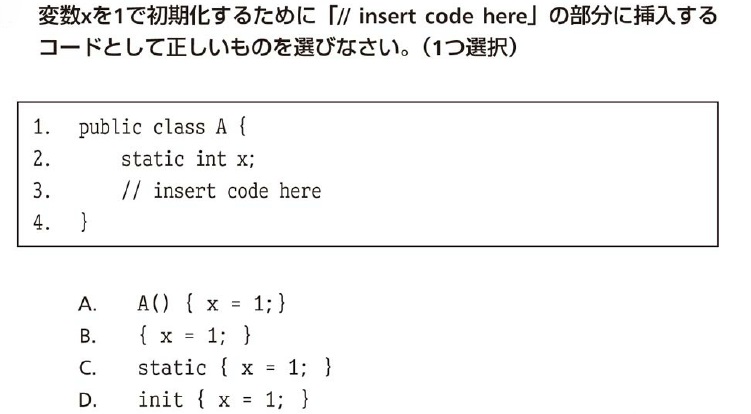 変数xを1で初期化するために「// insert code here」の部分に挿入する
コードとして正しいものを選びなさい。（1つ選択）
1. public class A {
2. static int x;
3. // insert code here
4. }
A. A() { x = 1;}
B. { x = 1; }
C. static { x = 1; }
D. init { x = 1; }